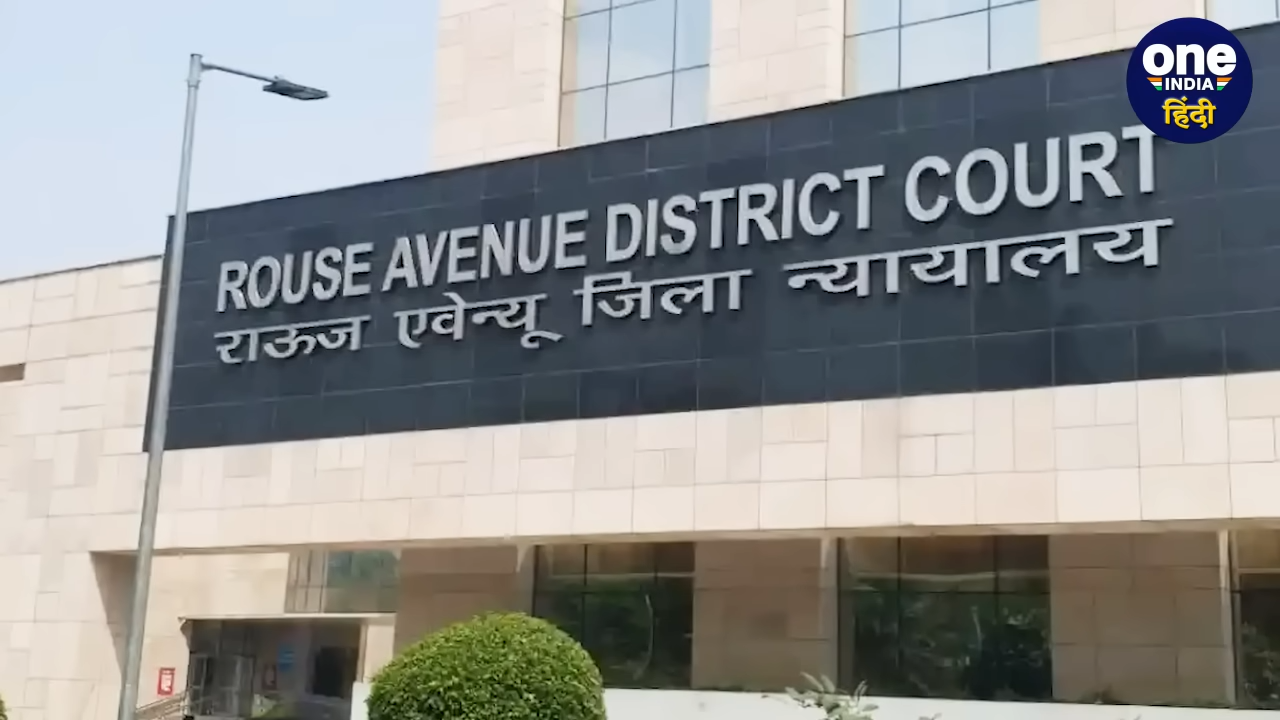 one
INDIA
हिंदी
ROUSE AVENUE DISTRICT COURT
राऊज एवेन्यू जिला न्यायालय